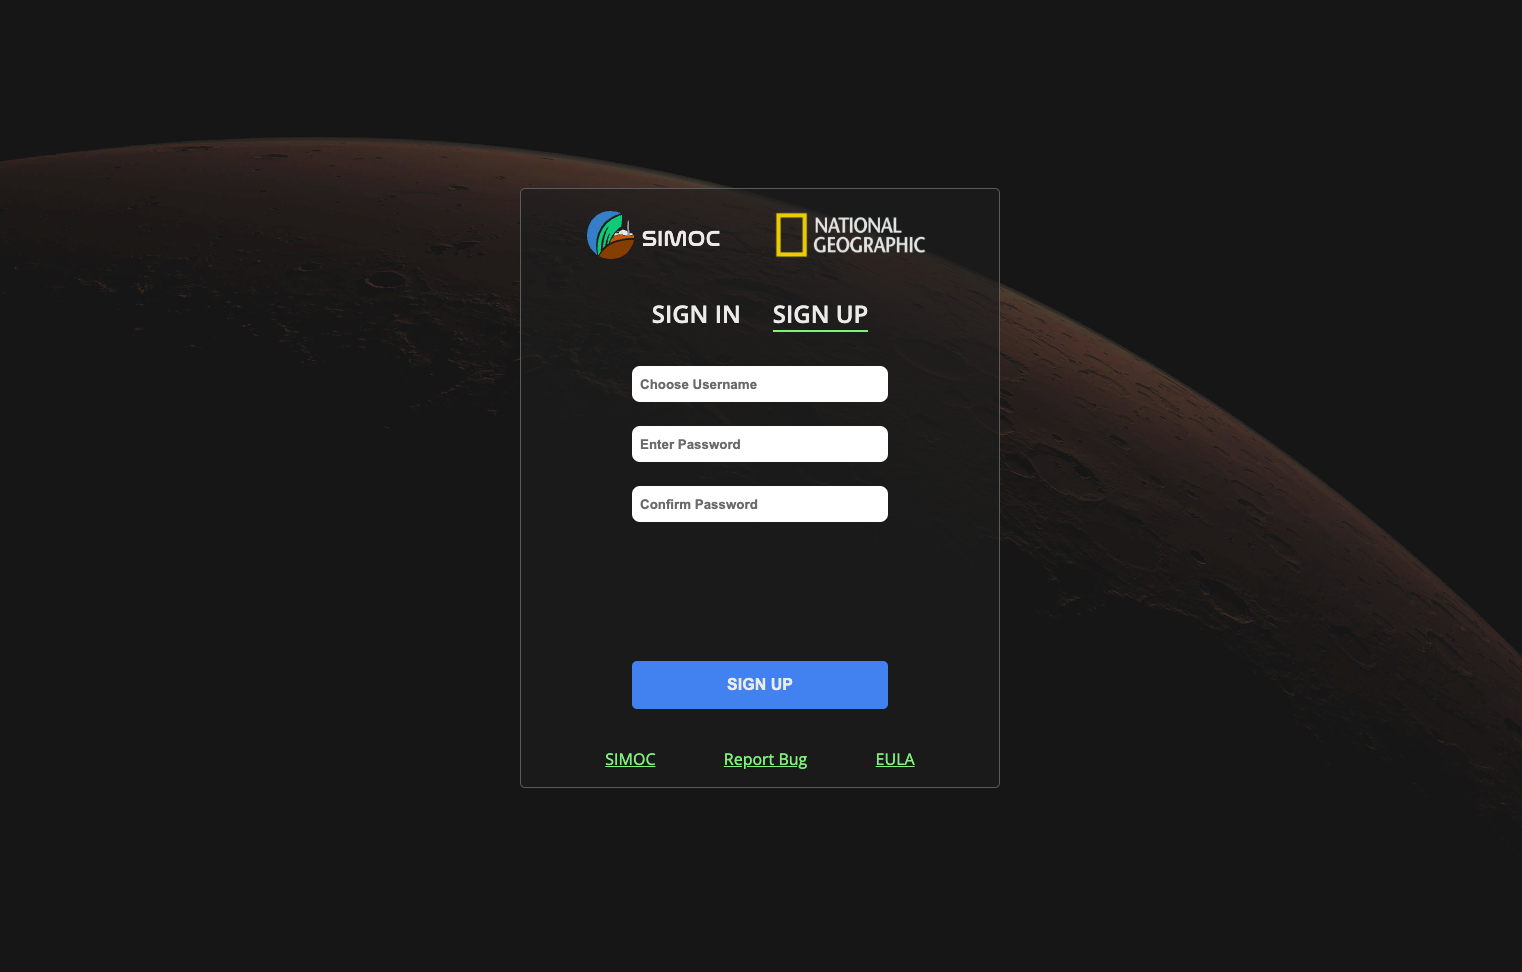 SIMOC
NATIONAL
GEOGRAPHIC
SIGN IN SIGN UP
Choose Username
Enter Password
Confirm Password
SIGN UP
SIMOC Report Bug EULA